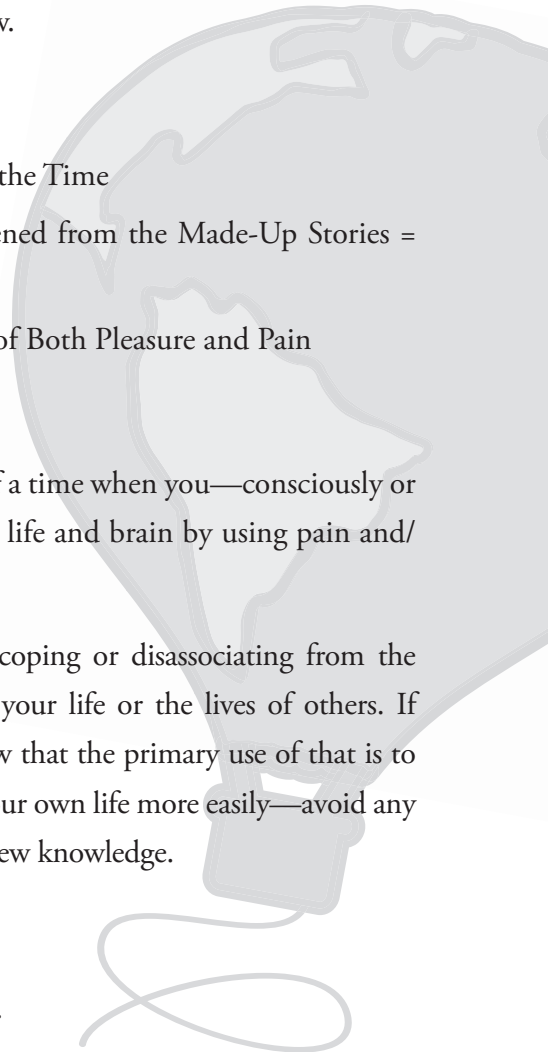 w.
the Time
ened from the Made-Up Stories =
of Both Pleasure and Pain
f a time when you—consciously or
life and brain by using pain and/
coping or disassociating from the
your life or the lives of others. If
w that the primary use of that is to
ur own life more easily—avoid any
ew knowledge.